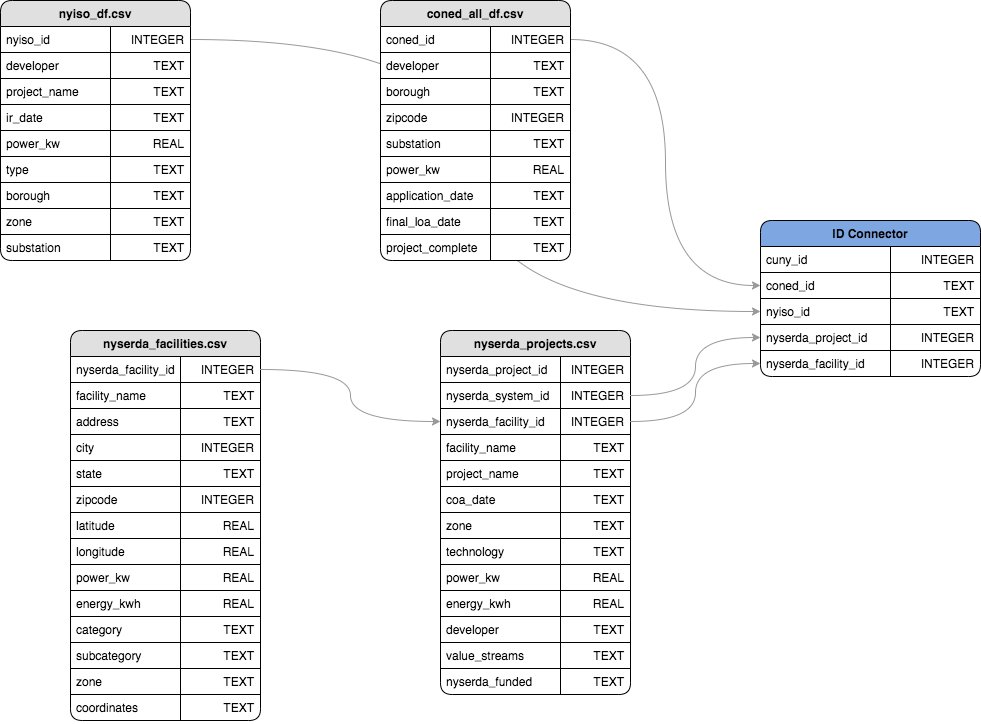 nyiso_df.csv
nyiso_id INTEGER
developer TEXT
project_name TEXT
ir_date TEXT
power_kw REAL
type TEXT
borough TEXT
zone TEXT
substation TEXT
coned_all_df.csv
coned_id INTEGER
developer TEXT
borough TEXT
zipcode INTEGER
substation TEXT
power_kw REAL
application_date TEXT
final_loa_date TEXT
project_complete TEXT
ID Connector
cuny_id INTEGER
coned_id TEXT
nyiso_id TEXT
nyserda_project_id INTEGER
nyserda_facility_id INTEGER
nyserda_facilities.csv
nyserda_facility_id INTEGER
facility_name TEXT
address TEXT
city INTEGER
state TEXT
zipcode INTEGER
latitude REAL
longitude REAL
power_kw REAL
energy_kwh REAL
category TEXT
subcategory TEXT
zone TEXT
coordinates TEXT
nyserda_projects.csv
nyserda_project_id INTEGER
nyserda_system_id INTEGER
nyserda_facility_id INTEGER
facility_name TEXT
project_name TEXT
coa_date TEXT
zone TEXT
technology TEXT
power_kw REAL
energy_kwh REAL
developer TEXT
value_streams TEXT
nyserda_funded TEXT